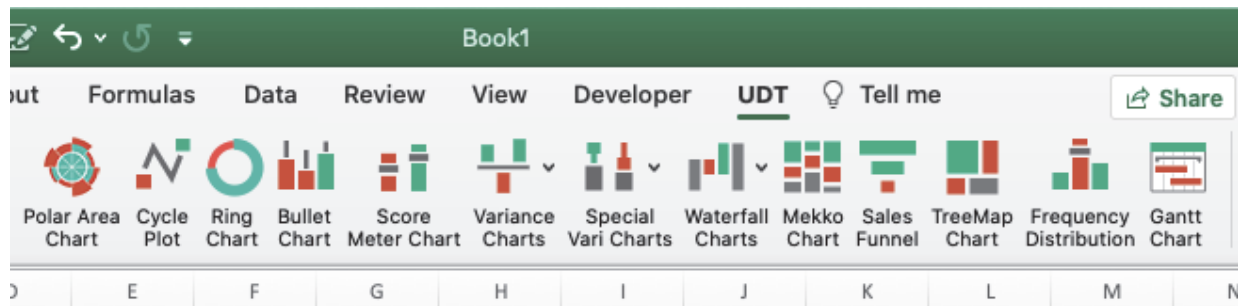 Book1
out Formulas Data Review View Developer UDT Tell me Share
Polar Area Chart
Cycle Plot
Ring Chart
Bullet Chart
Score Meter Chart
Variance Charts
Special Vari Charts
Waterfall Charts
Mekko Chart
Sales Funnel
TreeMap Chart
Frequency Distribution
Gantt Chart
D E F G H I J K L M N